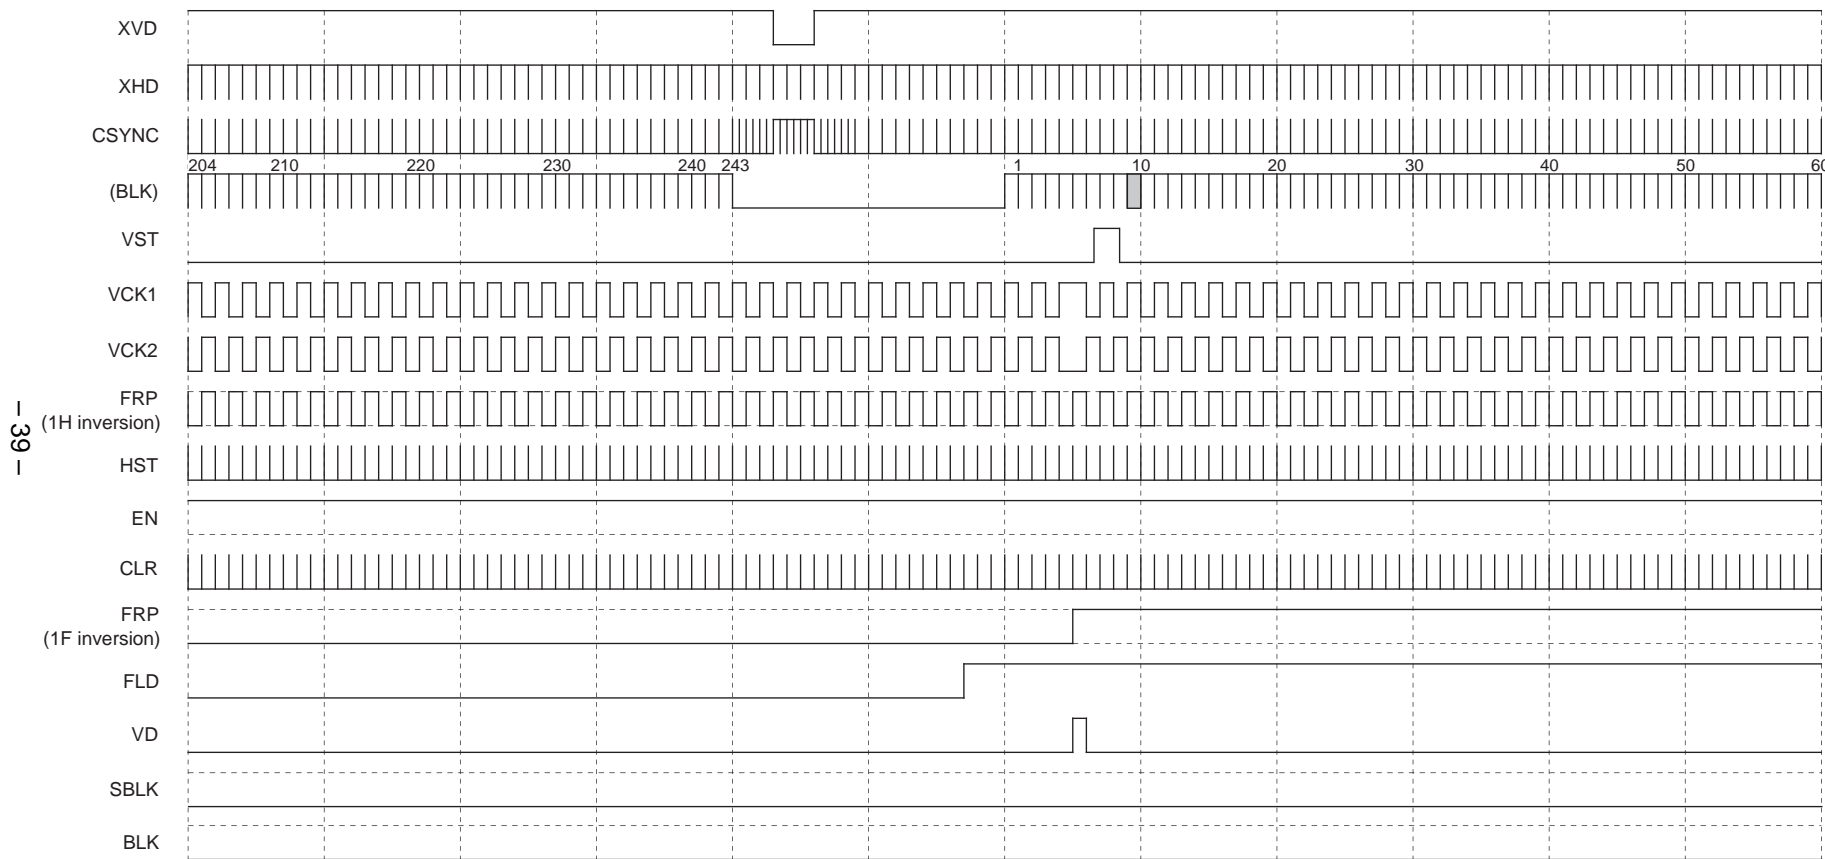 XVD
XHD
CSYNC
204 210 220 230 240 243 1 10 20 30 40 50 60
(BLK)
VST
VCK1
VCK2
FRP
(1H inversion)
– 39 –
HST
EN
CLR
FRP
(1F inversion)
FLD
VD
SBLK
BLK